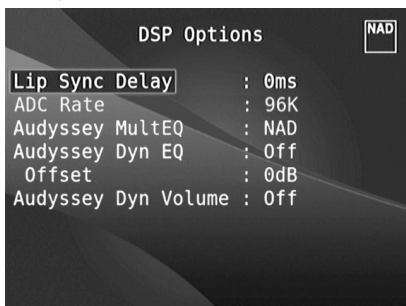 DSP Options
NAD
Lip Sync Delay : 0ms
ADC Rate : 96K
Audyssey MultEQ : NAD
Audyssey Dyn EQ : Off
Offset : 0dB
Audyssey Dyn Volume : Off